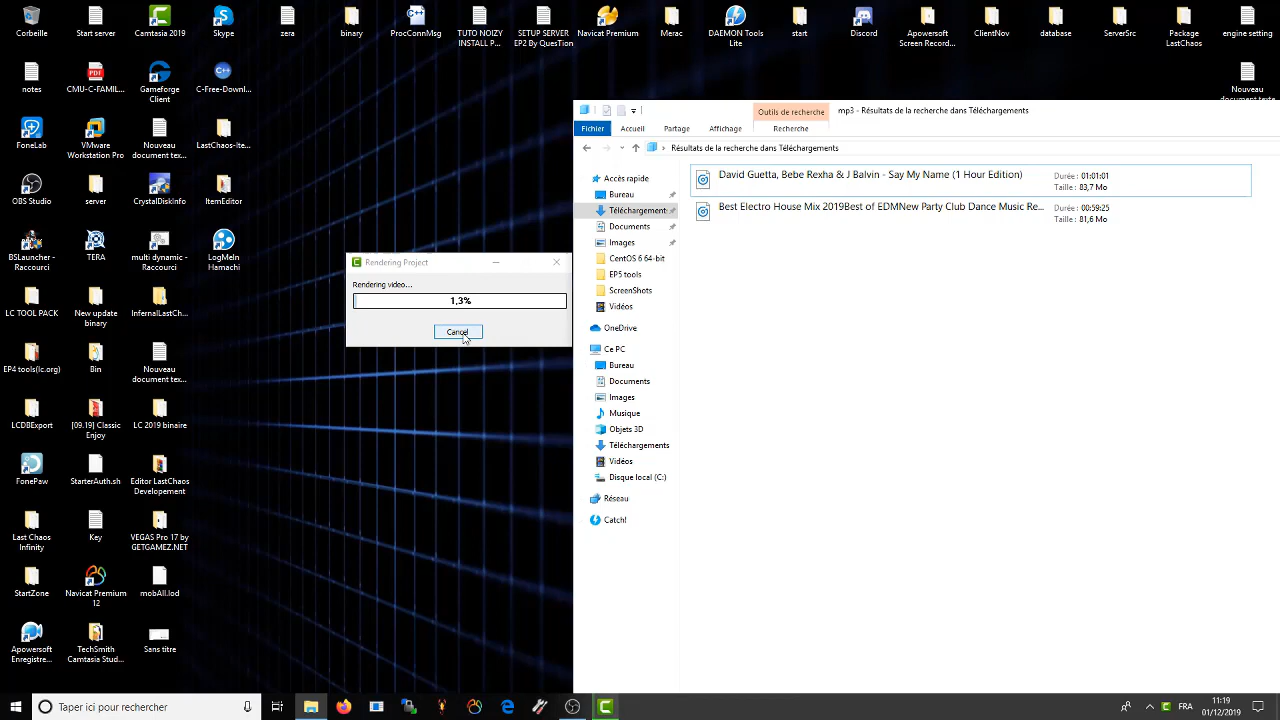 Corbeille
Start server
Camtasia 2019
Skype
zera
binary
ProcConnMsg
TUTO NOIZY
INSTALL P...
SETUP SERVER
EP2 By QuesTion
Navicat Premium
Merac
DAEMON Tools
Lite
start
Discord
Apowersoft
Screen Record...
ClientNov
database
ServerSrc
Package
LastChaos
engine setting
notes
CMU-C-FAMIL...
Gameforge
Client
C-Free-Downl...
Nouveau
document texte
FoneLab
VMware
Workstation Pro
Nouveau
document tex...
LastChaos-Ite...
OBS Studio
server
CrystalDiskInfo
ItemEditor
BSLauncher -
Raccourci
TERA
multi dynamic -
Raccourci
LogMeIn
Hamachi
LC TOOL PACK
New update
binary
InfernalLastCh...
EP4 tools(lc.org)
Bin
Nouveau
document tex...
LCDBExport
[09.19] Classic
Enjoy
LC 2019 binaire
FonePaw
StarterAuth.sh
Editor LastChaos
Developement
Last Chaos
Infinity
Key
VEGAS Pro 17 by
GETGAMEZ.NET
StartZone
Navicat Premium
12
mobAll.lod
Apowersoft
Enregistre...
TechSmith
Camtasia Stud...
Sans titre
Rendering Project
Rendering video...
1,3%
Cancel
Outils de recherche
mp3 - Résultats de la recherche dans Téléchargements
Fichier
Accueil
Partage
Affichage
Recherche
Résultats de la recherche dans Téléchargements
Accès rapide
Bureau
Téléchargement
Documents
Images
CentOS 6 64-bit
EP5 tools
ScreenShots
Vidéos
OneDrive
Ce PC
Bureau
Documents
Images
Musique
Objets 3D
Téléchargements
Vidéos
Disque local (C:)
Réseau
Catch!
David Guetta, Bebe Rexha & J Balvin - Say My Name (1 Hour Edition)
Durée : 01:01:01
Taille : 83,7 Mo
Best Electro House Mix 2019Best of EDMNew Party Club Dance Music Re...
Durée : 00:59:25
Taille : 81,6 Mo
Taper ici pour rechercher
FRA
11:19
01/12/2019